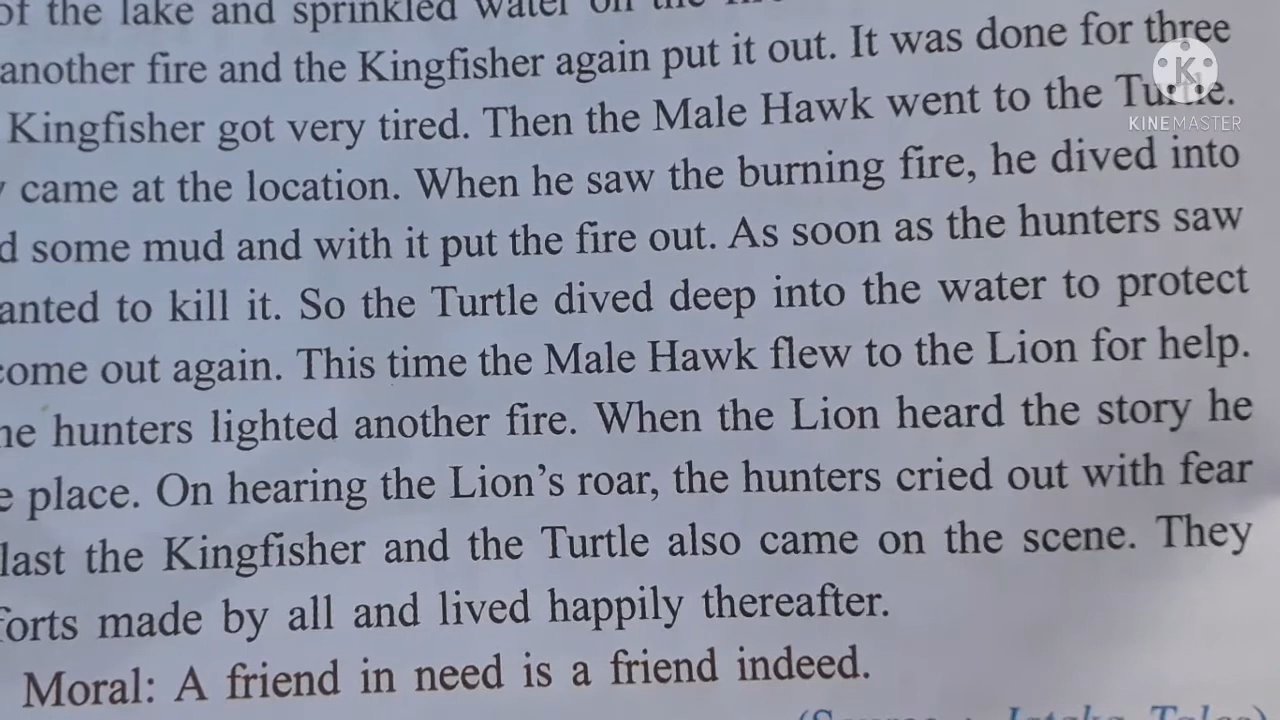 of the lake and sprinkled water on the
another fire and the Kingfisher again put it out. It was done for three
Kingfisher got very tired. Then the Male Hawk went to the Turtle.
came at the location. When he saw the burning fire, he dived into
d some mud and with it put the fire out. As soon as the hunters saw
anted to kill it. So the Turtle dived deep into the water to protect
come out again. This time the Male Hawk flew to the Lion for help.
he hunters lighted another fire. When the Lion heard the story he
e place. On hearing the Lion's roar, the hunters cried out with fear
last the Kingfisher and the Turtle also came on the scene. They
forts made by all and lived happily thereafter.
Moral: A friend in need is a friend indeed.
(Source : Jataka Tales)
K
KINEMASTER